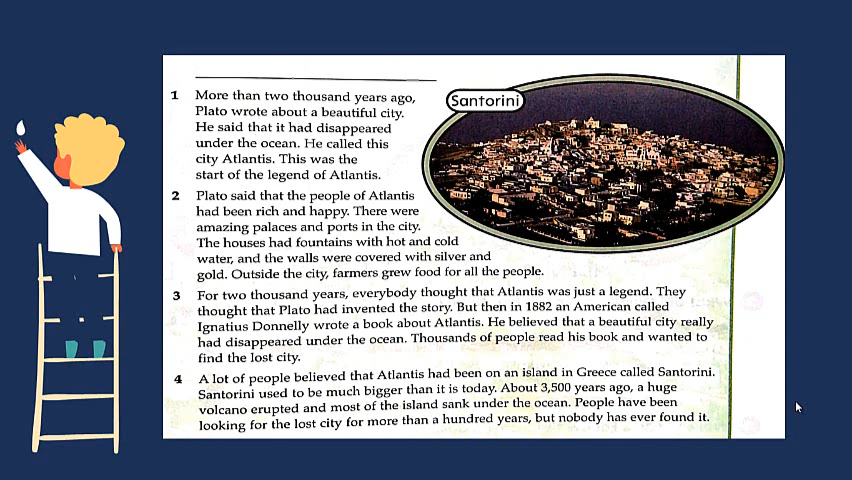 Santorini
1 More than two thousand years ago,
Plato wrote about a beautiful city.
He said that it had disappeared
under the ocean. He called this
city Atlantis. This was the
start of the legend of Atlantis.
2 Plato said that the people of Atlantis
had been rich and happy. There were
amazing palaces and ports in the city.
The houses had fountains with hot and cold
water, and the walls were covered with silver and
gold. Outside the city, farmers grew food for all the people.
3 For two thousand years, everybody thought that Atlantis was just a legend. They
thought that Plato had invented the story. But then in 1882 an American called
Ignatius Donnelly wrote a book about Atlantis. He believed that a beautiful city really
had disappeared under the ocean. Thousands of people read his book and wanted to
find the lost city.
4 A lot of people believed that Atlantis had been on an island in Greece called Santorini.
Santorini used to be much bigger than it is today. About 3,500 years ago, a huge
volcano erupted and most of the island sank under the ocean. People have been
looking for the lost city for more than a hundred years, but nobody has ever found it.